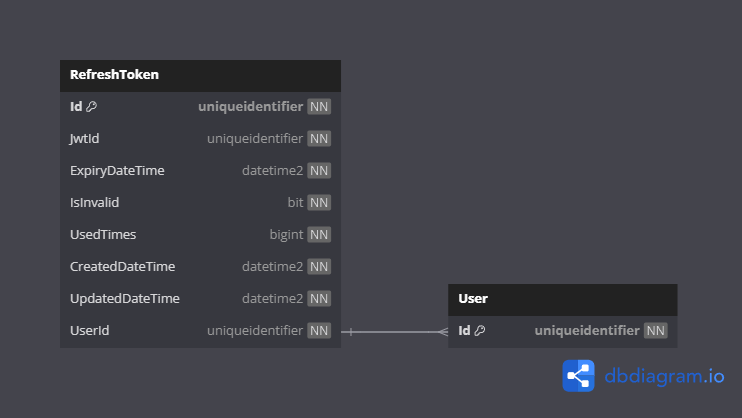 RefreshToken
Id uniqueidentifier NN
JwtId uniqueidentifier NN
ExpiryDateTime datetime2 NN
IsInvalid bit NN
UsedTimes bigint NN
CreatedDateTime datetime2 NN
UpdatedDateTime datetime2 NN
UserId uniqueidentifier NN
User
Id uniqueidentifier NN
dbdiagram.io